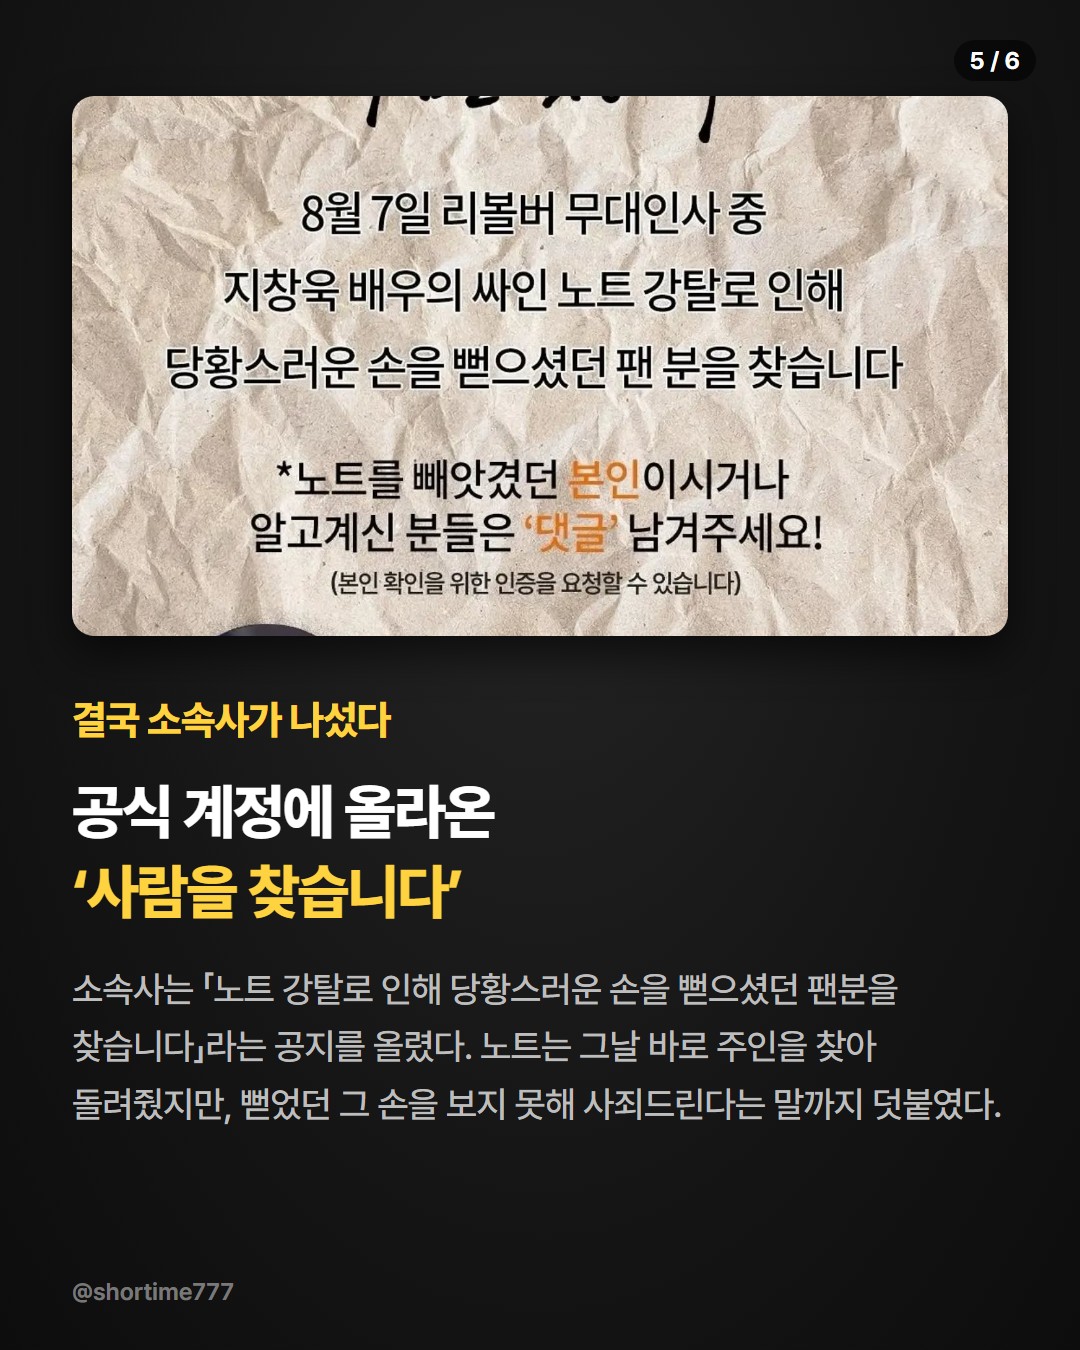 5 / 6
8월 7일 리볼버 무대인사 중
지창욱 배우의 싸인 노트 강탈로 인해
당황스러운 손을 뻗으셨던 팬 분을 찾습니다
*노트를 빼앗겼던 본인이시거나
알고계신 분들은 ‘댓글’ 남겨주세요!
(본인 확인을 위한 인증을 요청할 수 있습니다)
결국 소속사가 나섰다
공식 계정에 올라온
‘사람을 찾습니다’
소속사는 「노트 강탈로 인해 당황스러운 손을 뻗으셨던 팬분을
찾습니다」라는 공지를 올렸다. 노트는 그날 바로 주인을 찾아
돌려줬지만, 뻗었던 그 손을 보지 못해 사죄드린다는 말까지 덧붙였다.
@shortime777